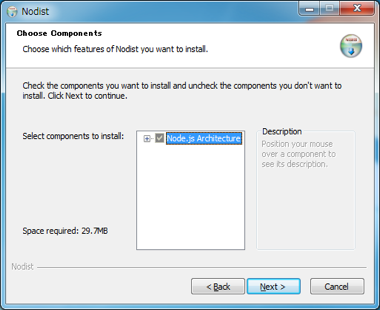 Nodist
Choose Components
Choose which features of Nodist you want to install.
Check the components you want to install and uncheck the components you don't want to
install. Click Next to continue.
Select components to install:
Node.js Architecture
Description
Position your mouse
over a component to
see its description.
Space required: 29.7MB
Nodist
< Back
Next >
Cancel